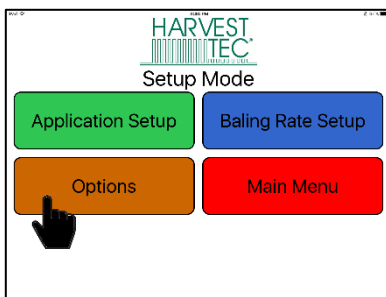 HARVEST
TEC
Setup Mode
Application Setup
Baling Rate Setup
Options
Main Menu